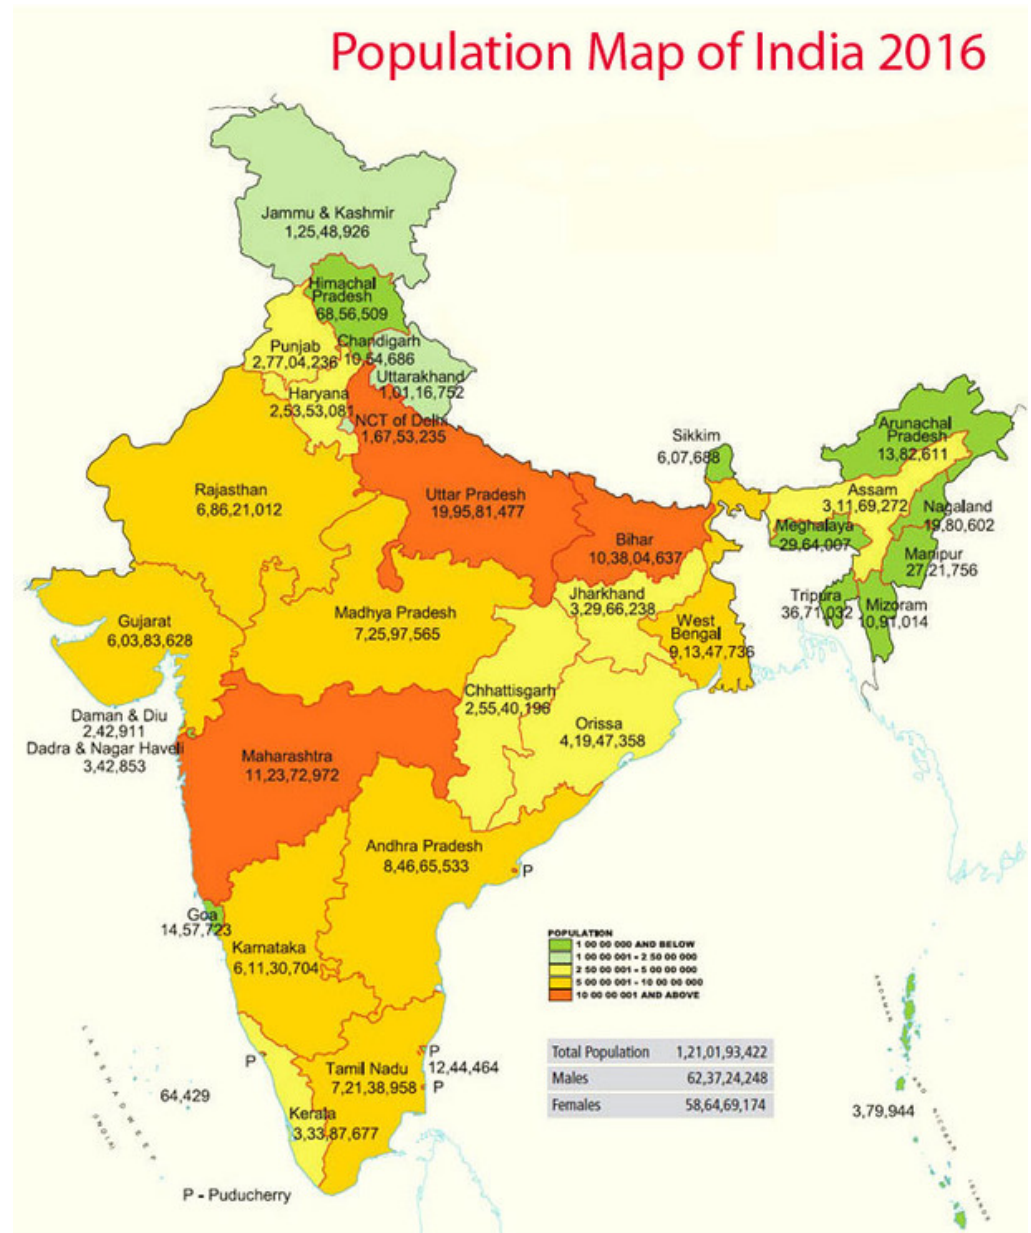 Population Map of India 2016
Jammu & Kashmir
1,25,48,926
Himachal
Pradesh
68,56,509
Punjab
2,77,04,236
Chandigarh
10,54,686
Uttarakhand
1,01,16,752
Haryana
2,53,53,081
NCT of Delhi
1,67,53,235
Rajasthan
6,86,21,012
Uttar Pradesh
19,95,81,477
Bihar
10,38,04,637
Sikkim
6,07,688
Arunachal
Pradesh
13,82,611
Assam
3,11,69,272
Nagaland
19,80,602
Meghalaya
29,64,007
Manipur
27,21,756
Tripura
36,71,032
Mizoram
10,91,014
Gujarat
6,03,83,628
Madhya Pradesh
7,25,97,565
Jharkhand
3,29,66,238
West
Bengal
9,13,47,736
Chhattisgarh
2,55,40,196
Orissa
4,19,47,358
Daman & Diu
2,42,911
Dadra & Nagar Haveli
3,42,853
Maharashtra
11,23,72,972
Andhra Pradesh
8,46,65,533
P
Goa
14,57,723
Karnataka
6,11,30,704
POPULATION
1 00 00 000 AND BELOW
1 00 00 001 - 2 50 00 000
2 50 00 001 - 5 00 00 000
5 00 00 001 - 10 00 00 000
10 00 00 001 AND ABOVE
Total Population 1,21,01,93,422
Males 62,37,24,248
Females 58,64,69,174
P
P
12,44,464
P
Tamil Nadu
7,21,38,958
Kerala
3,33,87,677
LAKSHADWEEP
(INDIA)
64,429
ANDAMAN
AND NICOBAR
ISLANDS
3,79,944
P - Puducherry